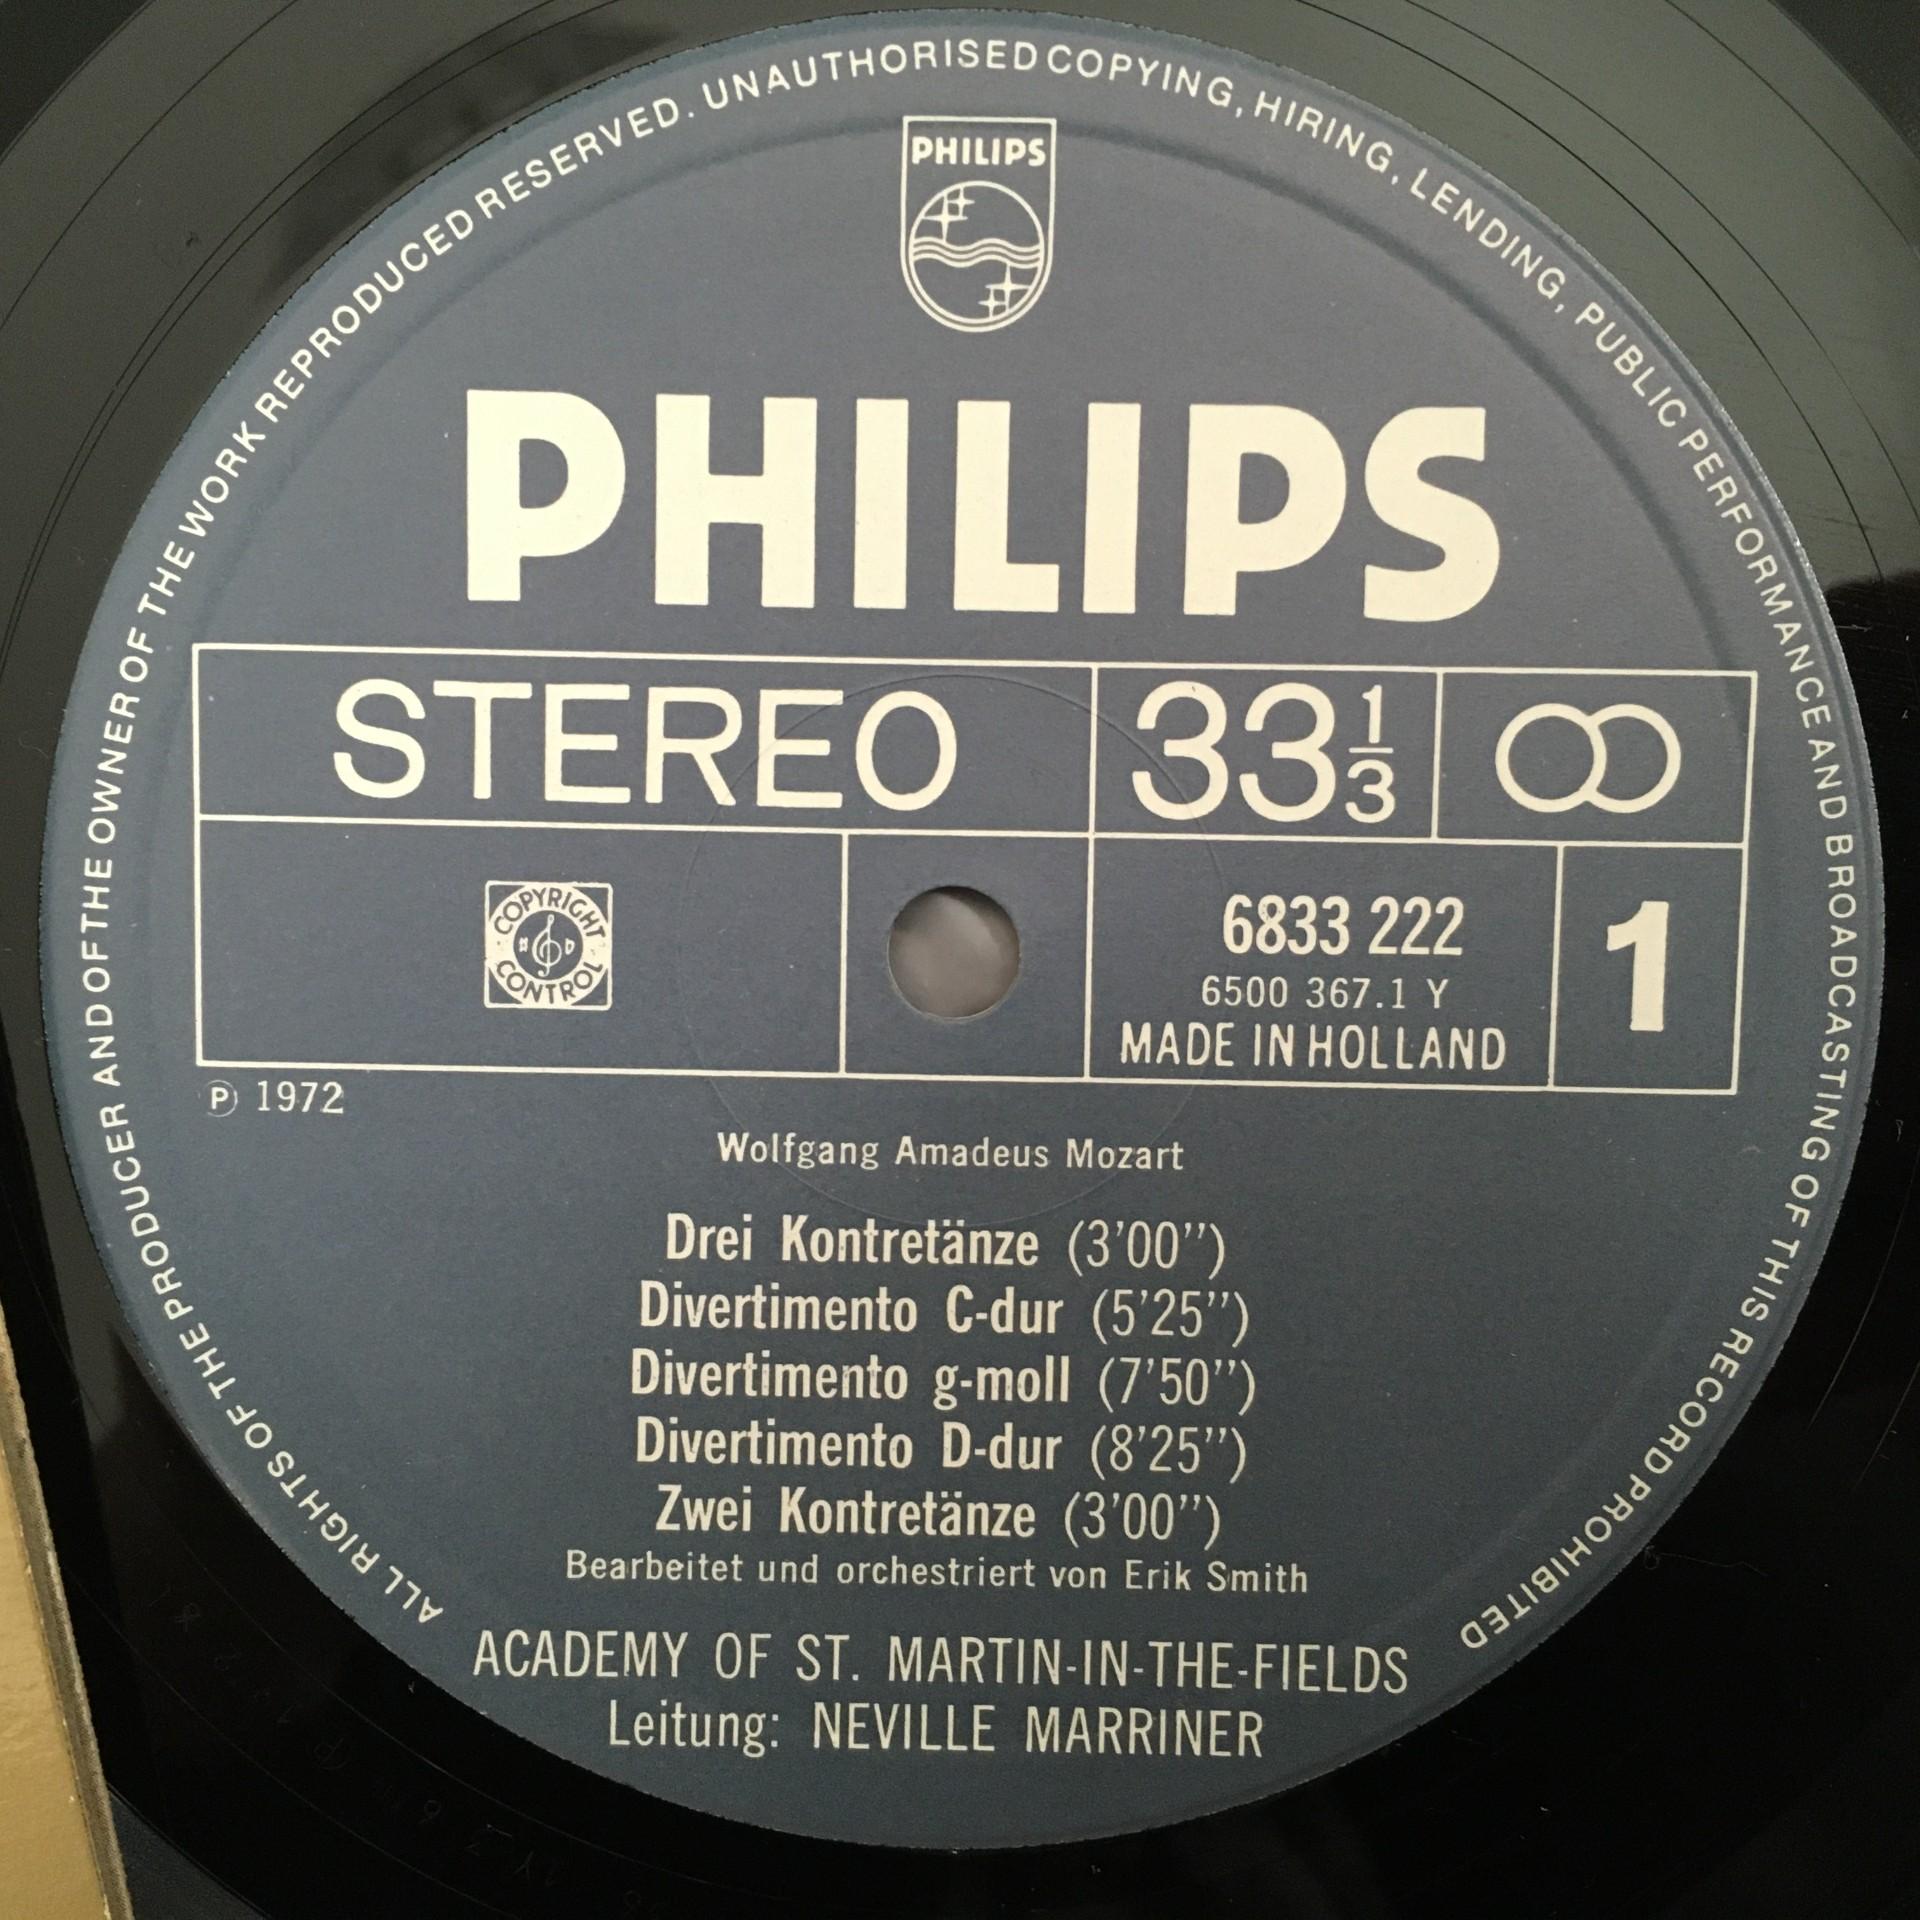 ALL RIGHTS OF THE PRODUCER AND OF THE OWNER OF THE WORK REPRODUCED RESERVED. UNAUTHORISED COPYING, HIRING, LENDING, PUBLIC PERFORMANCE AND BROADCASTING OF THIS RECORD PROHIBITED
PHILIPS
PHILIPS
STEREO 33 1/3
COPYRIGHT CONTROL
6833 222
6500 367.1 Y
MADE IN HOLLAND
1
℗ 1972
Wolfgang Amadeus Mozart
Drei Kontretänze (3'00'')
Divertimento C-dur (5'25'')
Divertimento g-moll (7'50'')
Divertimento D-dur (8'25'')
Zwei Kontretänze (3'00'')
Bearbeitet und orchestriert von Erik Smith
ACADEMY OF ST. MARTIN-IN-THE-FIELDS
Leitung: NEVILLE MARRINER